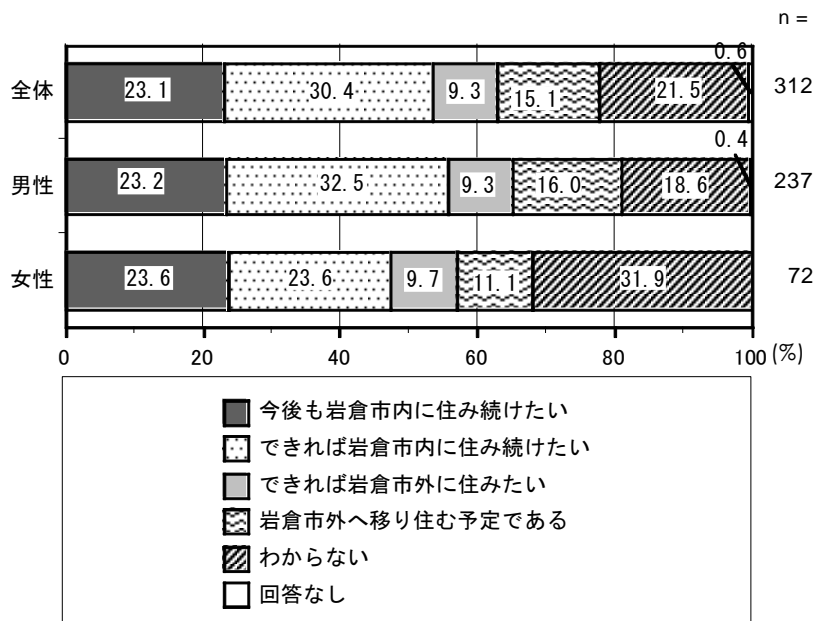 n =
0.6
全体 23.1 30.4 9.3 15.1 21.5 312
0.4
男性 23.2 32.5 9.3 16.0 18.6 237
女性 23.6 23.6 9.7 11.1 31.9 72
0 20 40 60 80 100 (%)
今後も岩倉市内に住み続けたい
できれば岩倉市内に住み続けたい
できれば岩倉市外に住みたい
岩倉市外へ移り住む予定である
わからない
回答なし